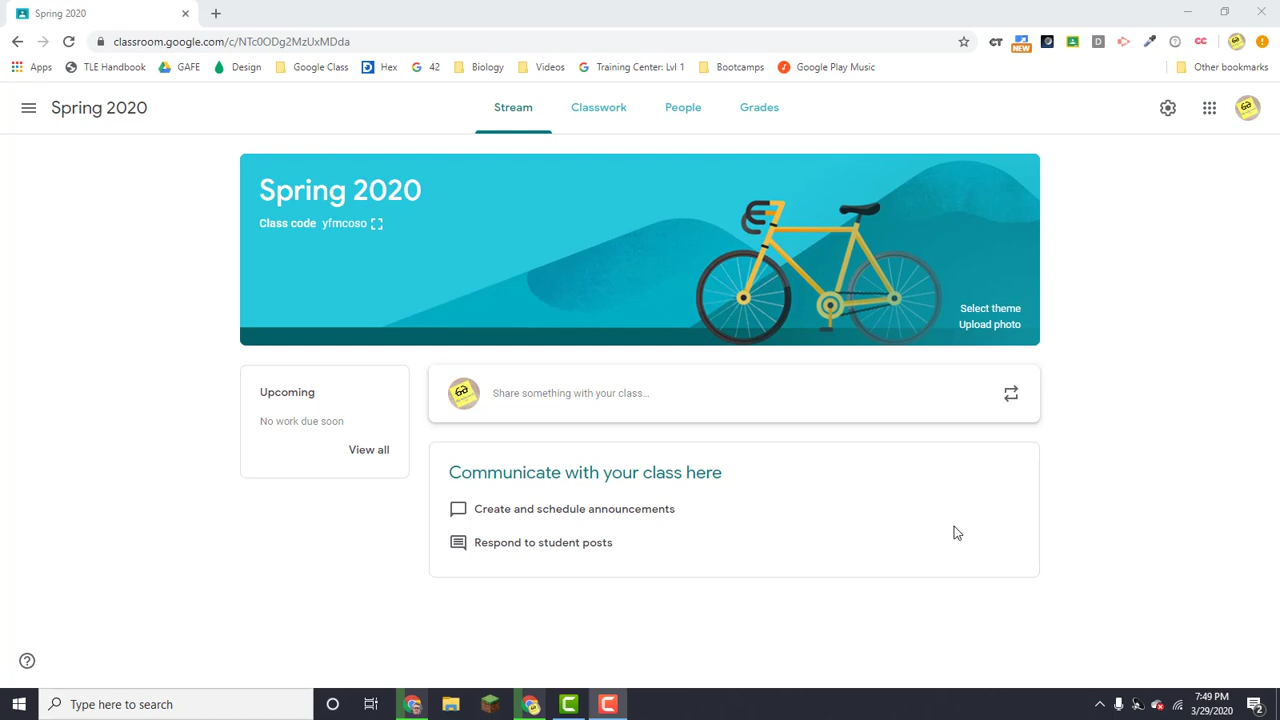 Spring 2020
classroom.google.com/c/NTc0ODg2MzUxMDda
NEW
Apps TLE Handbook GAFE Design Google Class Hex 42 Biology Videos Training Center: Lvl 1 Bootcamps Google Play Music Other bookmarks
Spring 2020 Stream Classwork People Grades
Spring 2020
Class code yfmcoso
Select theme
Upload photo
Upcoming
No work due soon
View all
Share something with your class...
Communicate with your class here
Create and schedule announcements
Respond to student posts
Type here to search
7:49 PM
3/29/2020
2